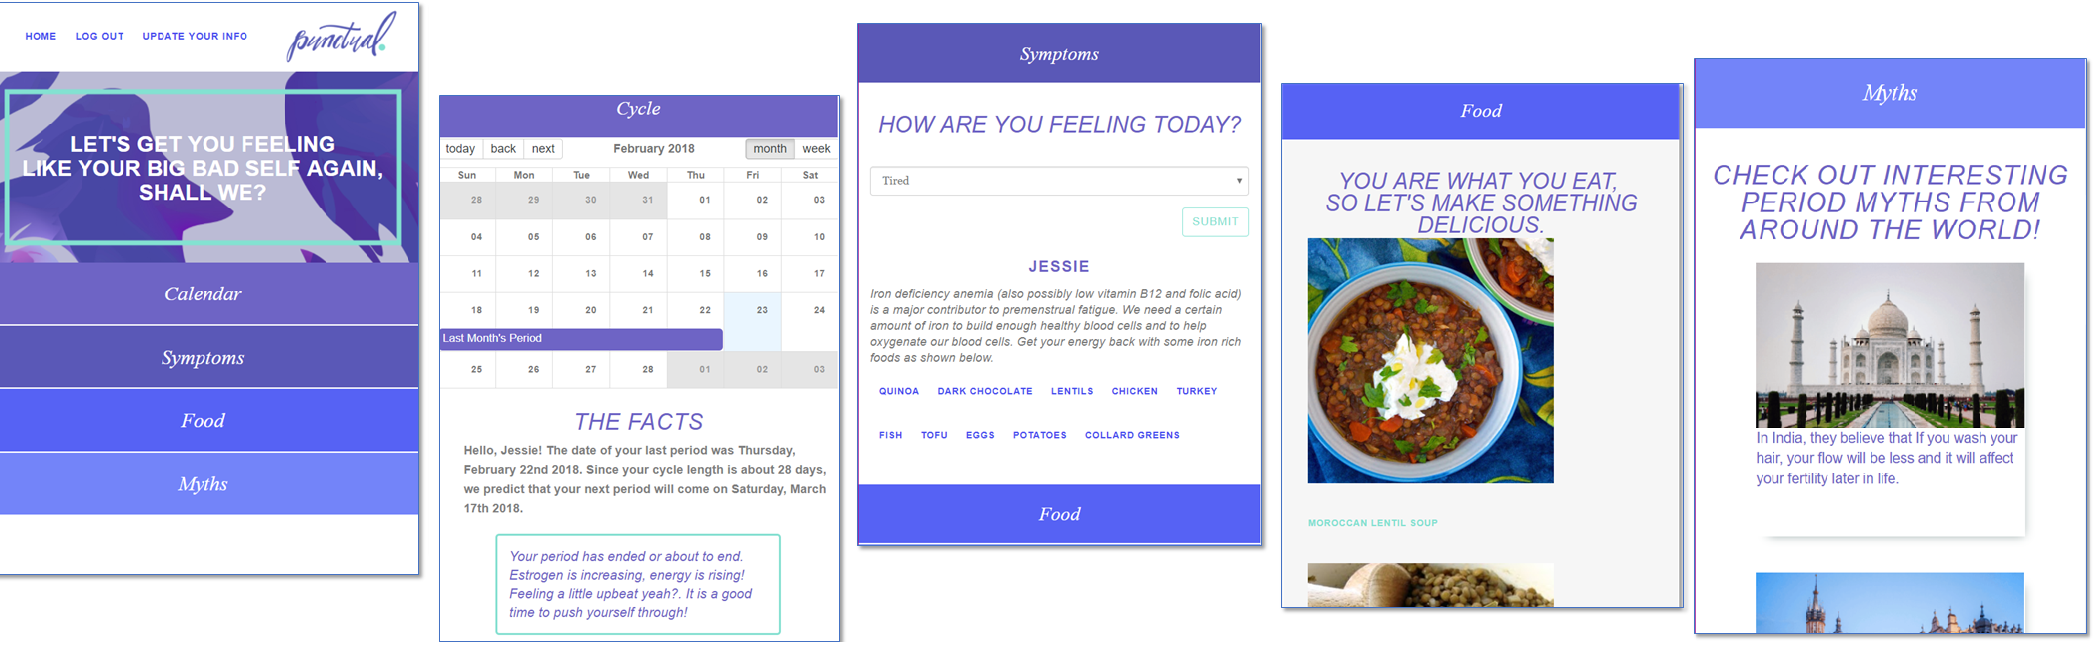 HOME LOG OUT UPDATE YOUR INFO
punctual.
LET'S GET YOU FEELING
LIKE YOUR BIG BAD SELF AGAIN,
SHALL WE?
Calendar
Symptoms
Food
Myths
Cycle
today back next February 2018 month week
Sun Mon Tue Wed Thu Fri Sat
28 29 30 31 01 02 03
04 05 06 07 08 09 10
11 12 13 14 15 16 17
18 19 20 21 22 23 24
Last Month's Period
25 26 27 28 01 02 03
THE FACTS
Hello, Jessie! The date of your last period was Thursday,
February 22nd 2018. Since your cycle length is about 28 days,
we predict that your next period will come on Saturday, March
17th 2018.
Your period has ended or about to end.
Estrogen is increasing, energy is rising!
Feeling a little upbeat yeah?. It is a good
time to push yourself through!
Symptoms
HOW ARE YOU FEELING TODAY?
Tired
SUBMIT
JESSIE
Iron deficiency anemia (also possibly low vitamin B12 and folic acid)
is a major contributor to premenstrual fatigue. We need a certain
amount of iron to build enough healthy blood cells and to help
oxygenate our blood cells. Get your energy back with some iron rich
foods as shown below.
QUINOA DARK CHOCOLATE LENTILS CHICKEN TURKEY
FISH TOFU EGGS POTATOES COLLARD GREENS
Food
Food
YOU ARE WHAT YOU EAT,
SO LET'S MAKE SOMETHING
DELICIOUS.
MOROCCAN LENTIL SOUP
Myths
CHECK OUT INTERESTING
PERIOD MYTHS FROM
AROUND THE WORLD!
In India, they believe that If you wash your
hair, your flow will be less and it will affect
your fertility later in life.